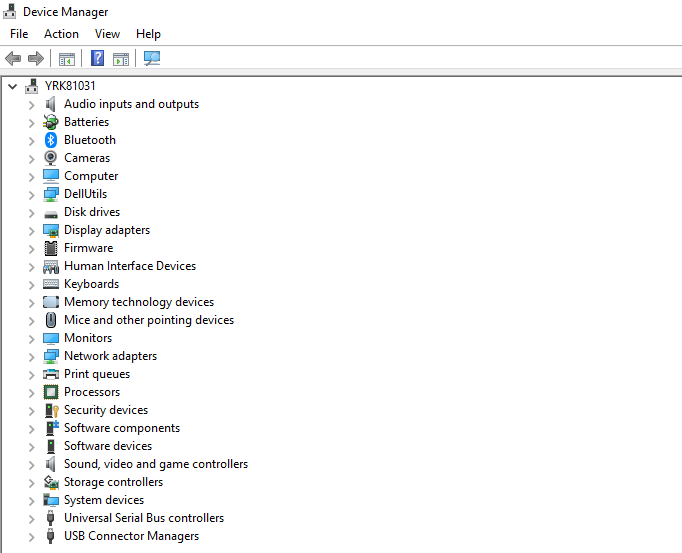 Device Manager
File Action View Help
YRK81031
Audio inputs and outputs
Batteries
Bluetooth
Cameras
Computer
DellUtils
Disk drives
Display adapters
Firmware
Human Interface Devices
Keyboards
Memory technology devices
Mice and other pointing devices
Monitors
Network adapters
Print queues
Processors
Security devices
Software components
Software devices
Sound, video and game controllers
Storage controllers
System devices
Universal Serial Bus controllers
USB Connector Managers